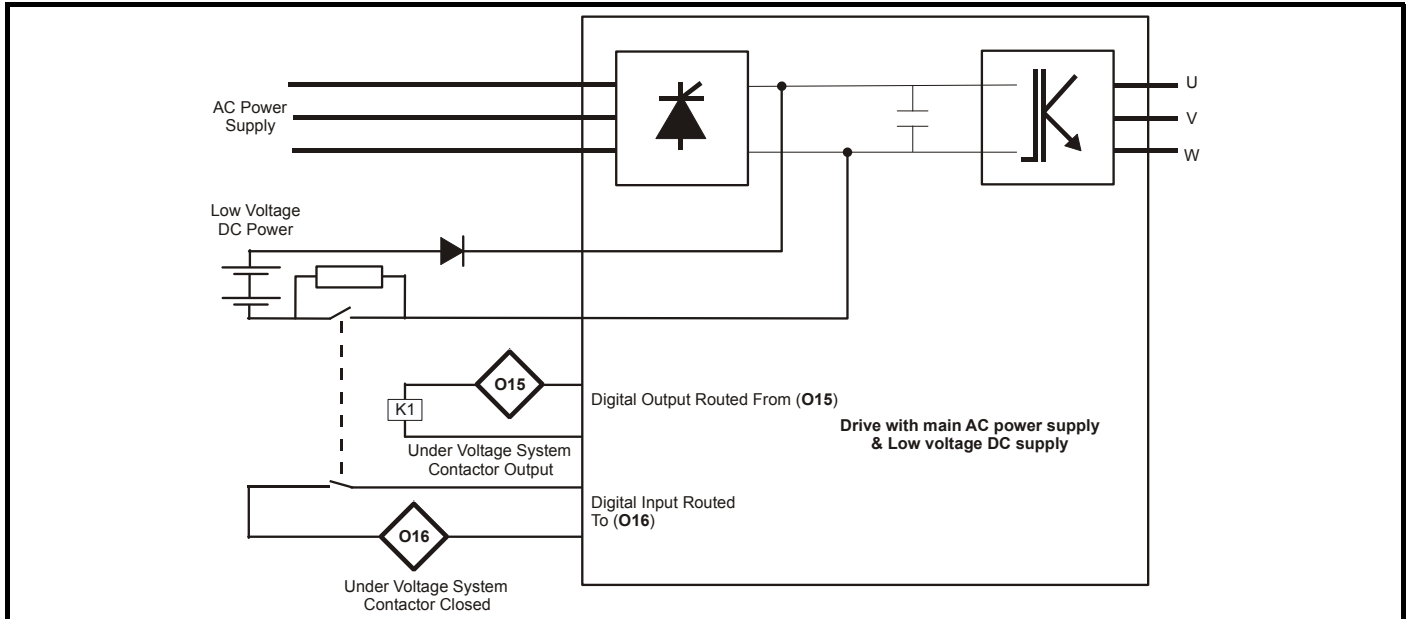 AC Power
Supply
U
V
W
Low Voltage
DC Power
O15
K1
Digital Output Routed From (O15)
Drive with main AC power supply
& Low voltage DC supply
Under Voltage System
Contactor Output
Digital Input Routed
To (O16)
O16
Under Voltage System
Contactor Closed